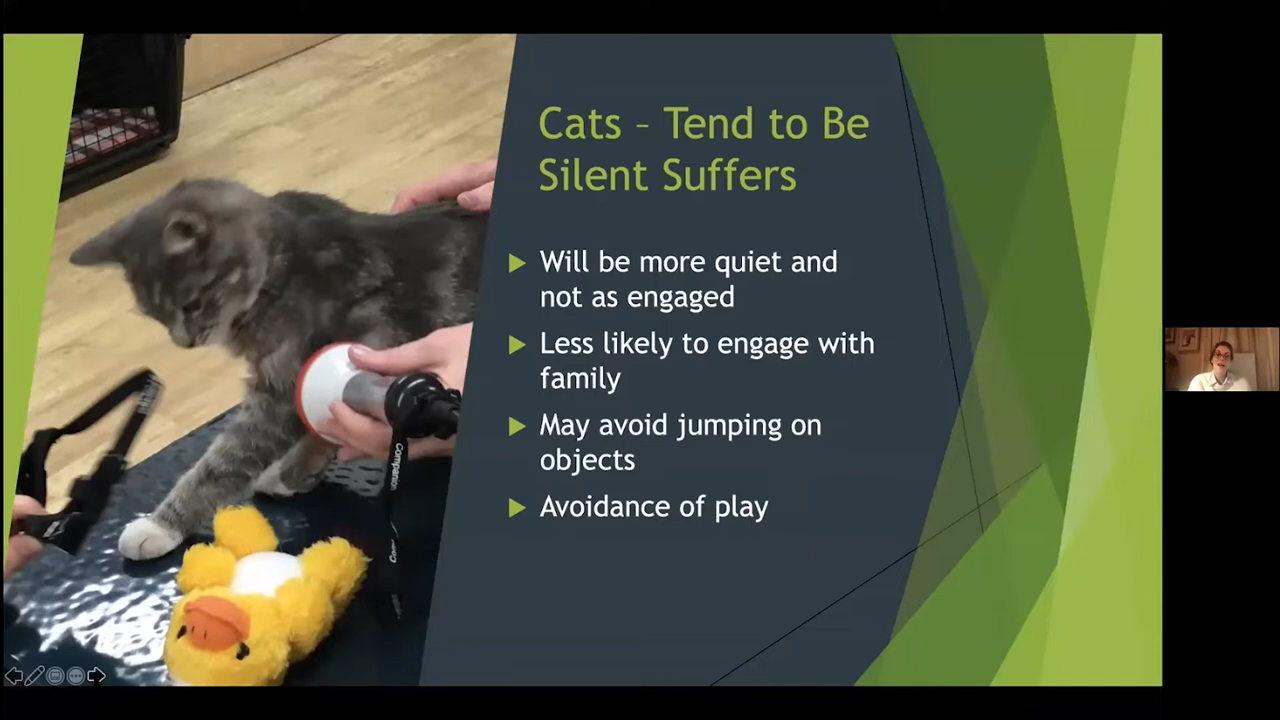 Cats – Tend to Be
Silent Suffers
Will be more quiet and
not as engaged
Less likely to engage with
family
May avoid jumping on
objects
Avoidance of play
Companion